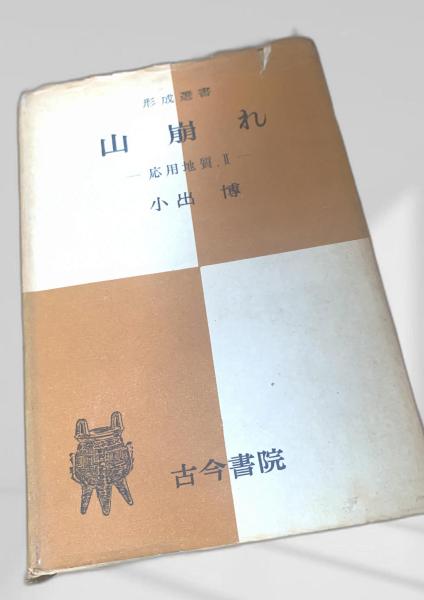 形成選書
山崩れ
—応用地質.II—
小出 博
古今書院